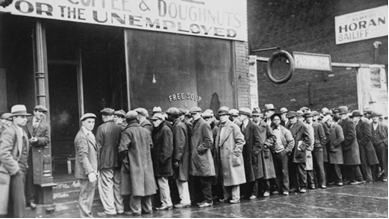 COFFEE & DOUGHNUTS
FOR THE UNEMPLOYED
FREE SOUP
HORAN
BAILIFF